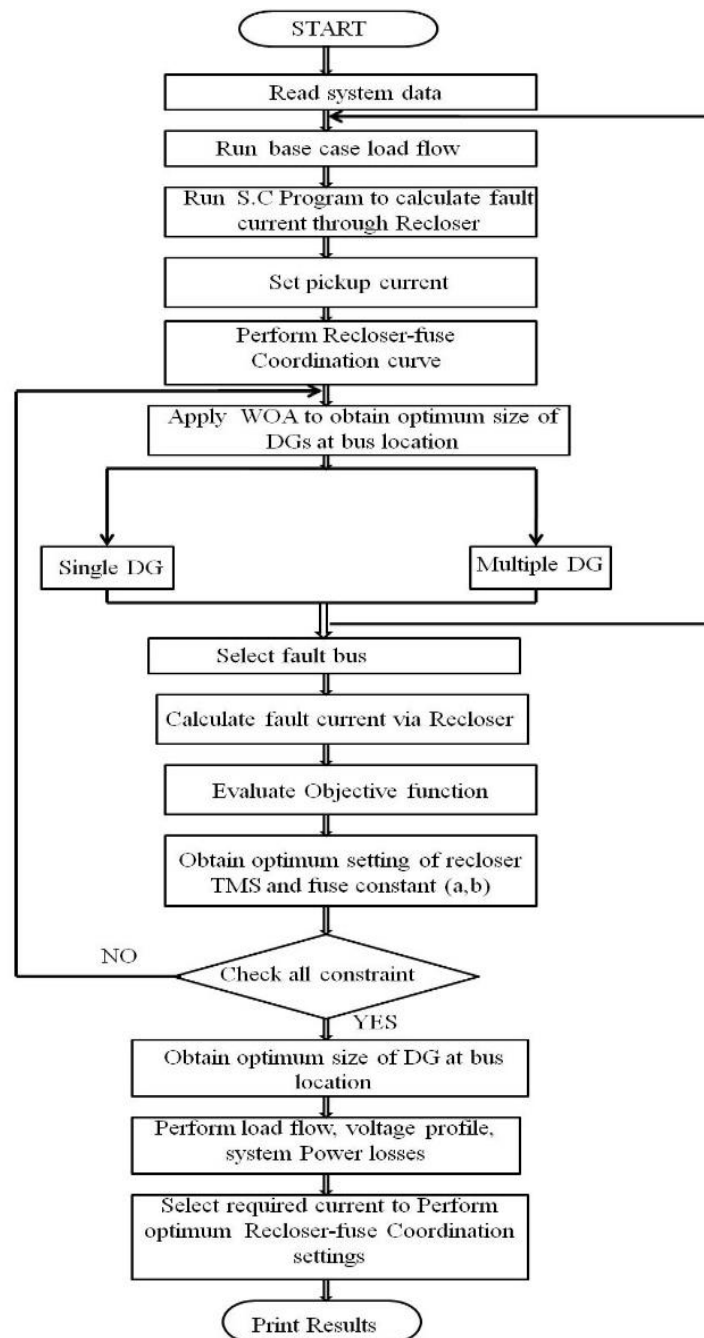 START
Read system data
Run base case load flow
Run S.C Program to calculate fault
current through Recloser
Set pickup current
Perform Recloser-fuse
Coordination curve
Apply WOA to obtain optimum size of
DGs at bus location
Single DG
Multiple DG
Select fault bus
Calculate fault current via Recloser
Evaluate Objective function
Obtain optimum setting of recloser
TMS and fuse constant (a,b)
NO
Check all constraint
YES
Obtain optimum size of DG at bus
location
Perform load flow, voltage profile,
system Power losses
Select required current to Perform
optimum Recloser-fuse Coordination
settings
Print Results